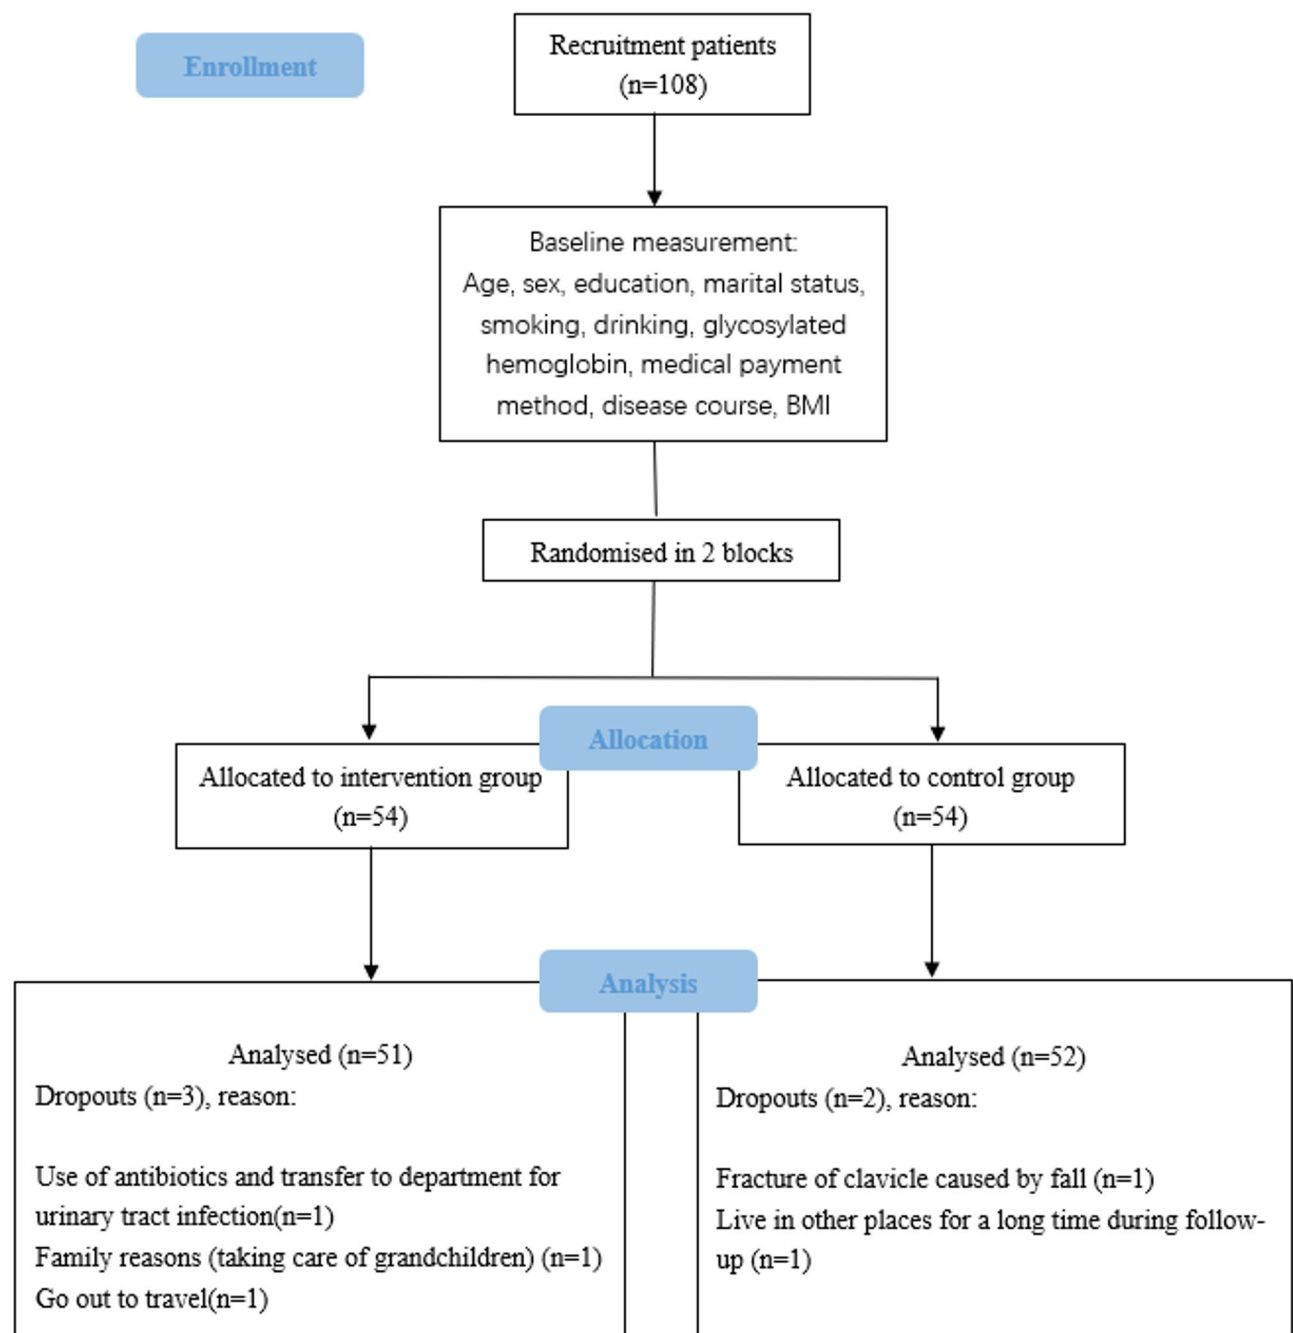 Enrollment
Recruitment patients
(n=108)
Baseline measurement:
Age, sex, education, marital status,
smoking, drinking, glycosylated
hemoglobin, medical payment
method, disease course, BMI
Randomised in 2 blocks
Allocation
Allocated to intervention group
(n=54)
Allocated to control group
(n=54)
Analysis
Analysed (n=51)
Dropouts (n=3), reason:
Use of antibiotics and transfer to department for
urinary tract infection(n=1)
Family reasons (taking care of grandchildren) (n=1)
Go out to travel(n=1)
Analysed (n=52)
Dropouts (n=2), reason:
Fracture of clavicle caused by fall (n=1)
Live in other places for a long time during follow-
up (n=1)